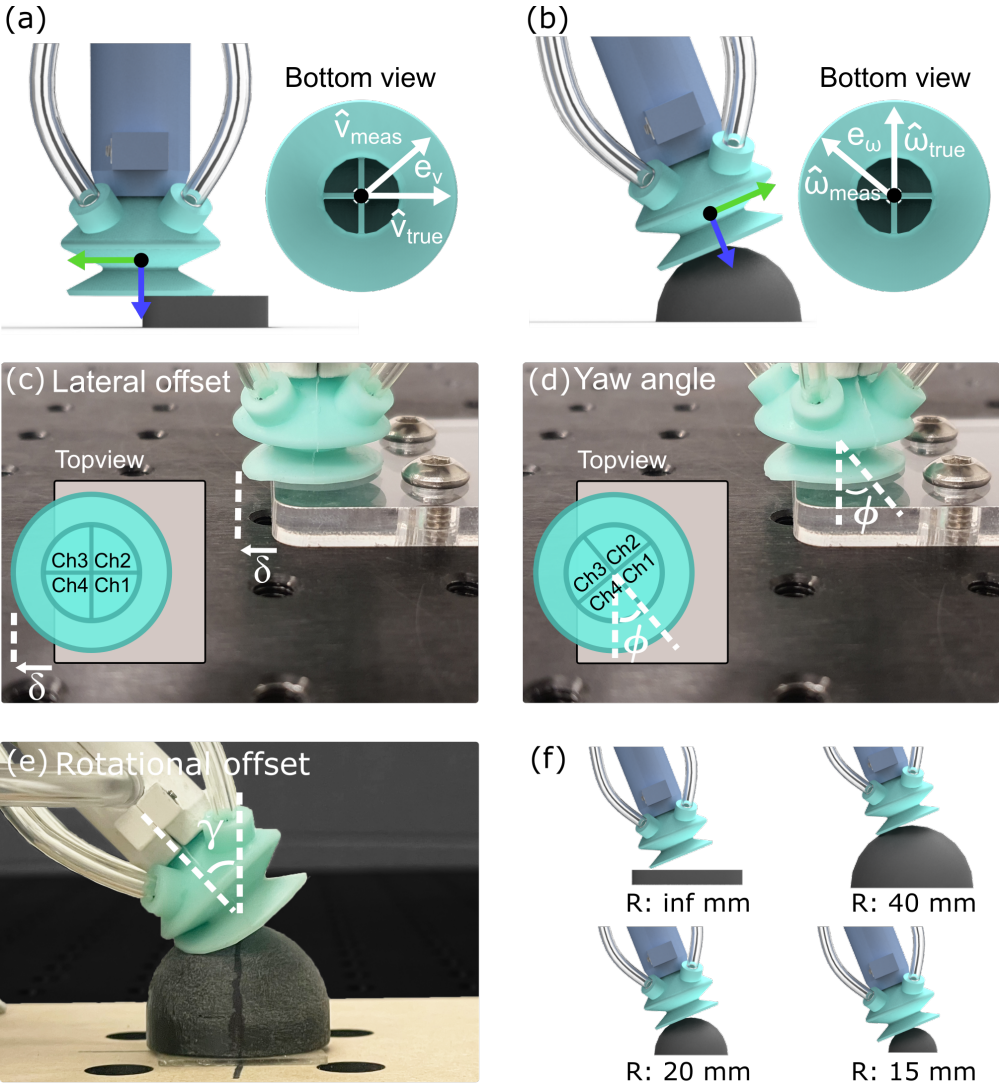 (a)
Bottom view
v̂meas
ev
v̂true
(b)
Bottom view
eω
ω̂true
ω̂meas
(c) Lateral offset
Topview
Ch3 Ch2
Ch4 Ch1
δ
δ
(d) Yaw angle
Topview
Ch3 Ch2
Ch4 Ch1
ϕ
ϕ
(e) Rotational offset
γ
(f)
R: inf mm
R: 40 mm
R: 20 mm
R: 15 mm